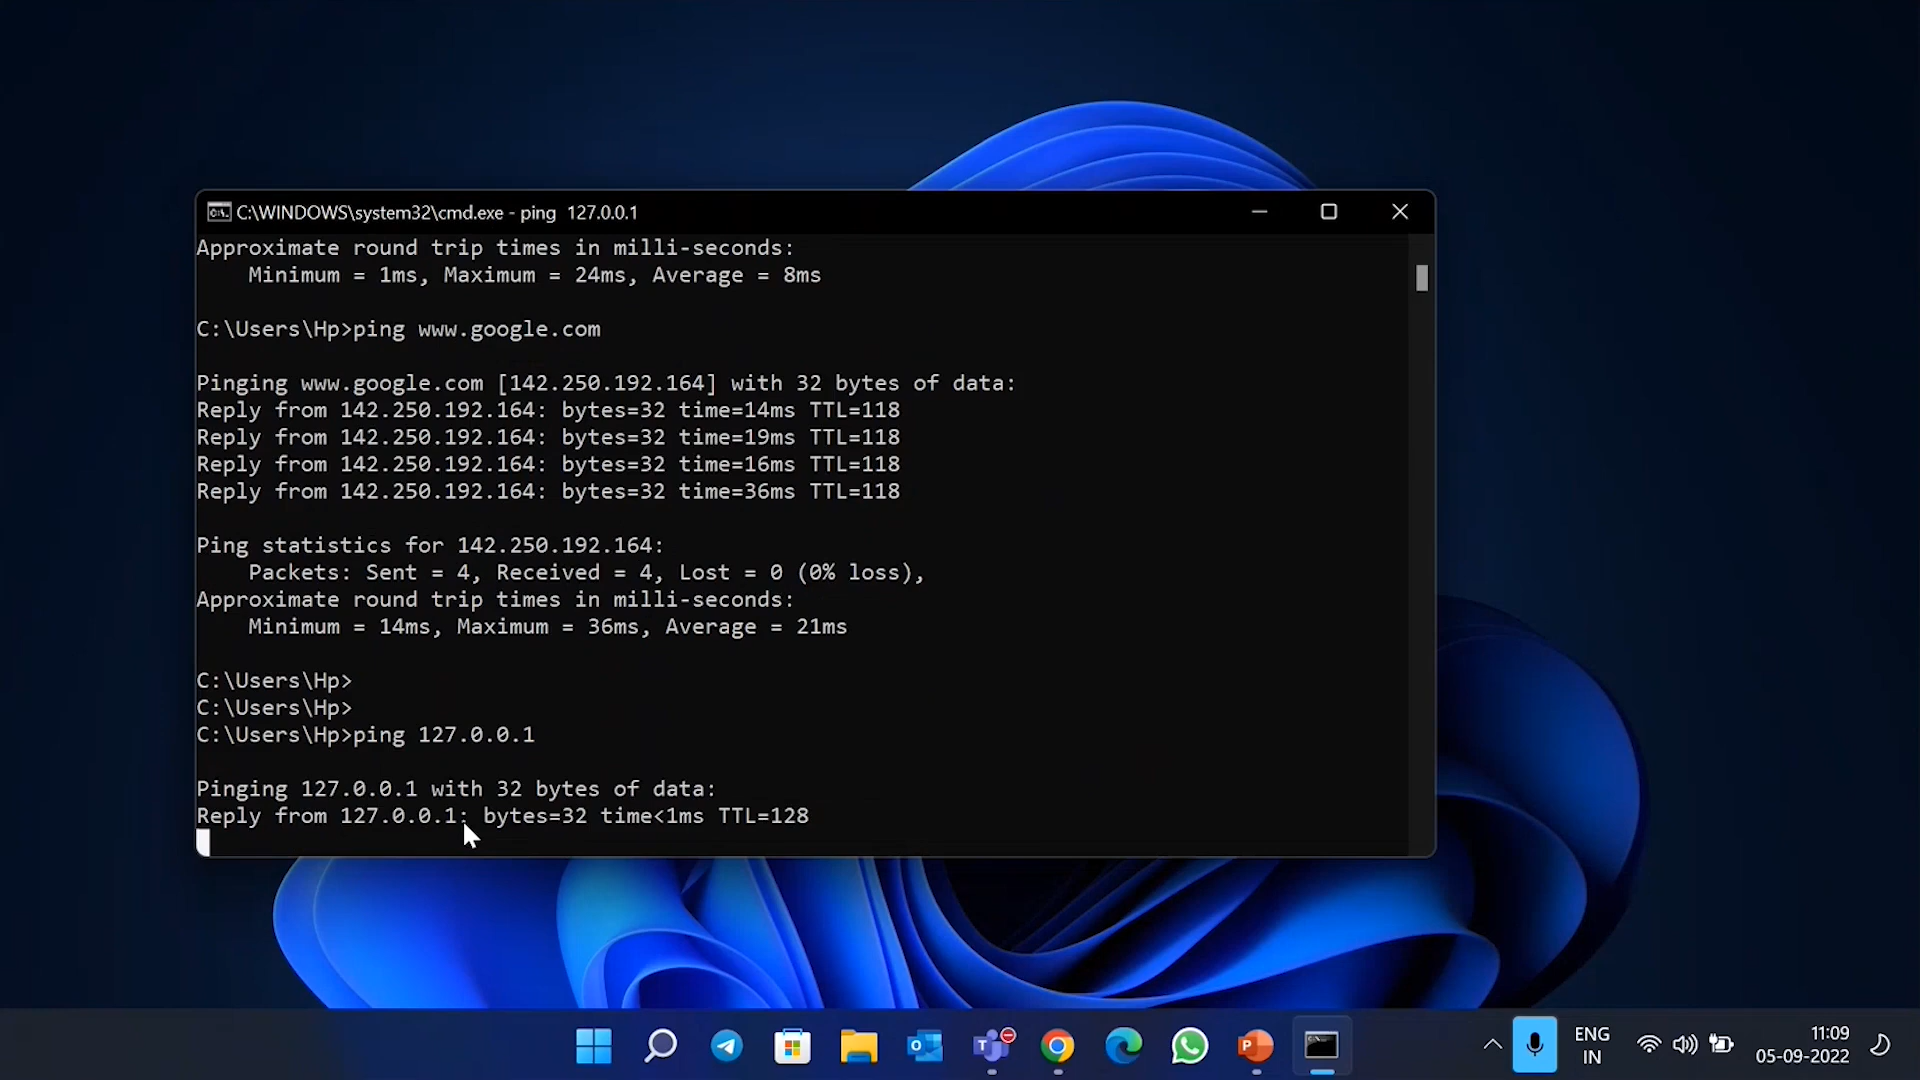 C:\WINDOWS\system32\cmd.exe - ping 127.0.0.1
Approximate round trip times in milli-seconds:
Minimum = 1ms, Maximum = 24ms, Average = 8ms
C:\Users\Hp>ping www.google.com
Pinging www.google.com [142.250.192.164] with 32 bytes of data:
Reply from 142.250.192.164: bytes=32 time=14ms TTL=118
Reply from 142.250.192.164: bytes=32 time=19ms TTL=118
Reply from 142.250.192.164: bytes=32 time=16ms TTL=118
Reply from 142.250.192.164: bytes=32 time=36ms TTL=118
Ping statistics for 142.250.192.164:
Packets: Sent = 4, Received = 4, Lost = 0 (0% loss),
Approximate round trip times in milli-seconds:
Minimum = 14ms, Maximum = 36ms, Average = 21ms
C:\Users\Hp>
C:\Users\Hp>
C:\Users\Hp>ping 127.0.0.1
Pinging 127.0.0.1 with 32 bytes of data:
Reply from 127.0.0.1: bytes=32 time<1ms TTL=128
ENG
IN
11:09
05-09-2022